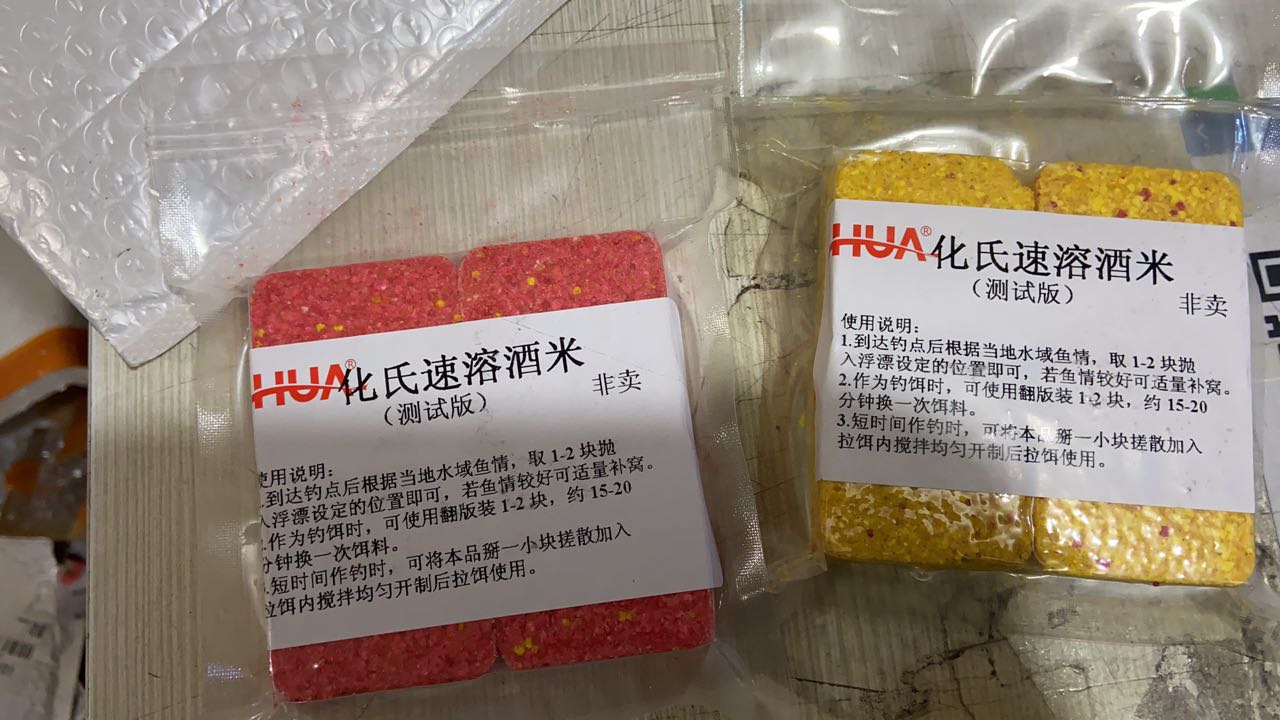 HUA® 化氏速溶酒米
（测试版）
非卖
使用说明：
1.到达钓点后根据当地水域鱼情，取 1-2 块抛
入浮漂设定的位置即可，若鱼情较好可适量补窝。
2.作为钓饵时，可使用翻版装 1-2 块，约 15-20
分钟换一次饵料。
3.短时间作钓时，可将本品掰一小块搓散加入
拉饵内搅拌均匀开制后拉饵使用。
HUA® 化氏速溶酒米
（测试版）
非卖
使用说明：
.到达钓点后根据当地水域鱼情，取 1-2 块抛
入浮漂设定的位置即可，若鱼情较好可适量补窝。
.作为钓饵时，可使用翻版装 1-2 块，约 15-20
分钟换一次饵料。
.短时间作钓时，可将本品掰一小块搓散加入
拉饵内搅拌均匀开制后拉饵使用。